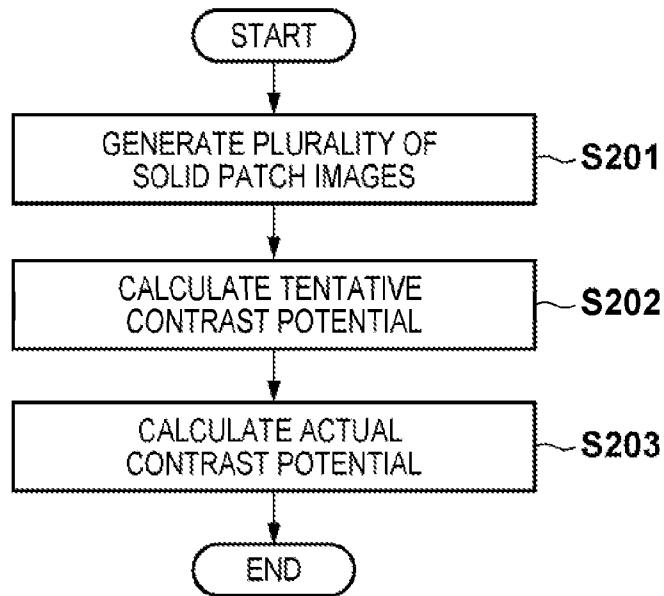 START
GENERATE PLURALITY OF
SOLID PATCH IMAGES
S201
CALCULATE TENTATIVE
CONTRAST POTENTIAL
S202
CALCULATE ACTUAL
CONTRAST POTENTIAL
S203
END